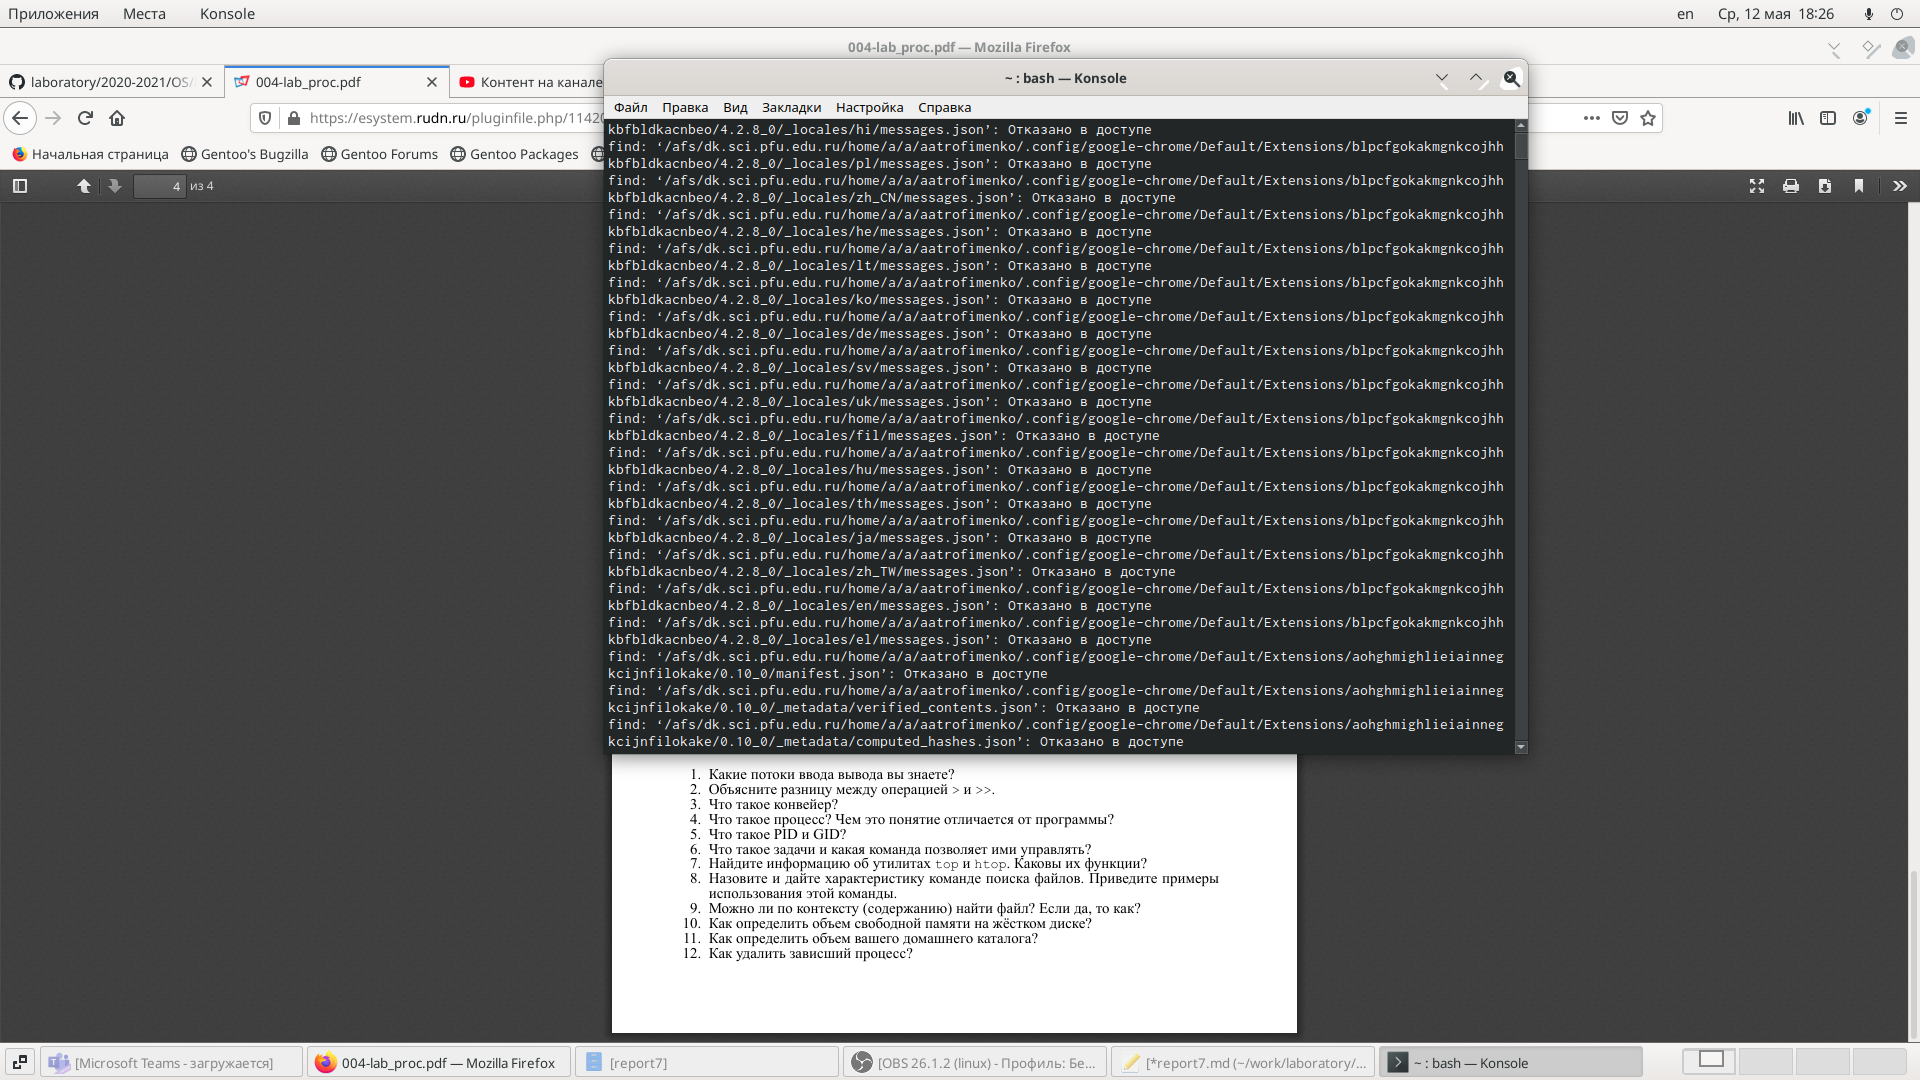 Приложения Места Konsole en Ср, 12 мая 18:26
004-lab_proc.pdf — Mozilla Firefox
laboratory/2020-2021/OS/ 004-lab_proc.pdf Контент на канале
~ : bash — Konsole
Файл Правка Вид Закладки Настройка Справка
https://esystem.rudn.ru/pluginfile.php/1142
Начальная страница Gentoo's Bugzilla Gentoo Forums Gentoo Packages
4 из 4
kbfbldkacnbeo/4.2.8_0/_locales/hi/messages.json’: Отказано в доступе
find: ‘/afs/dk.sci.pfu.edu.ru/home/a/a/aatrofimenko/.config/google-chrome/Default/Extensions/blpcfgokakmgnkcojhh
kbfbldkacnbeo/4.2.8_0/_locales/pl/messages.json’: Отказано в доступе
find: ‘/afs/dk.sci.pfu.edu.ru/home/a/a/aatrofimenko/.config/google-chrome/Default/Extensions/blpcfgokakmgnkcojhh
kbfbldkacnbeo/4.2.8_0/_locales/zh_CN/messages.json’: Отказано в доступе
find: ‘/afs/dk.sci.pfu.edu.ru/home/a/a/aatrofimenko/.config/google-chrome/Default/Extensions/blpcfgokakmgnkcojhh
kbfbldkacnbeo/4.2.8_0/_locales/he/messages.json’: Отказано в доступе
find: ‘/afs/dk.sci.pfu.edu.ru/home/a/a/aatrofimenko/.config/google-chrome/Default/Extensions/blpcfgokakmgnkcojhh
kbfbldkacnbeo/4.2.8_0/_locales/lt/messages.json’: Отказано в доступе
find: ‘/afs/dk.sci.pfu.edu.ru/home/a/a/aatrofimenko/.config/google-chrome/Default/Extensions/blpcfgokakmgnkcojhh
kbfbldkacnbeo/4.2.8_0/_locales/ko/messages.json’: Отказано в доступе
find: ‘/afs/dk.sci.pfu.edu.ru/home/a/a/aatrofimenko/.config/google-chrome/Default/Extensions/blpcfgokakmgnkcojhh
kbfbldkacnbeo/4.2.8_0/_locales/de/messages.json’: Отказано в доступе
find: ‘/afs/dk.sci.pfu.edu.ru/home/a/a/aatrofimenko/.config/google-chrome/Default/Extensions/blpcfgokakmgnkcojhh
kbfbldkacnbeo/4.2.8_0/_locales/sv/messages.json’: Отказано в доступе
find: ‘/afs/dk.sci.pfu.edu.ru/home/a/a/aatrofimenko/.config/google-chrome/Default/Extensions/blpcfgokakmgnkcojhh
kbfbldkacnbeo/4.2.8_0/_locales/uk/messages.json’: Отказано в доступе
find: ‘/afs/dk.sci.pfu.edu.ru/home/a/a/aatrofimenko/.config/google-chrome/Default/Extensions/blpcfgokakmgnkcojhh
kbfbldkacnbeo/4.2.8_0/_locales/fil/messages.json’: Отказано в доступе
find: ‘/afs/dk.sci.pfu.edu.ru/home/a/a/aatrofimenko/.config/google-chrome/Default/Extensions/blpcfgokakmgnkcojhh
kbfbldkacnbeo/4.2.8_0/_locales/hu/messages.json’: Отказано в доступе
find: ‘/afs/dk.sci.pfu.edu.ru/home/a/a/aatrofimenko/.config/google-chrome/Default/Extensions/blpcfgokakmgnkcojhh
kbfbldkacnbeo/4.2.8_0/_locales/th/messages.json’: Отказано в доступе
find: ‘/afs/dk.sci.pfu.edu.ru/home/a/a/aatrofimenko/.config/google-chrome/Default/Extensions/blpcfgokakmgnkcojhh
kbfbldkacnbeo/4.2.8_0/_locales/ja/messages.json’: Отказано в доступе
find: ‘/afs/dk.sci.pfu.edu.ru/home/a/a/aatrofimenko/.config/google-chrome/Default/Extensions/blpcfgokakmgnkcojhh
kbfbldkacnbeo/4.2.8_0/_locales/zh_TW/messages.json’: Отказано в доступе
find: ‘/afs/dk.sci.pfu.edu.ru/home/a/a/aatrofimenko/.config/google-chrome/Default/Extensions/blpcfgokakmgnkcojhh
kbfbldkacnbeo/4.2.8_0/_locales/en/messages.json’: Отказано в доступе
find: ‘/afs/dk.sci.pfu.edu.ru/home/a/a/aatrofimenko/.config/google-chrome/Default/Extensions/blpcfgokakmgnkcojhh
kbfbldkacnbeo/4.2.8_0/_locales/el/messages.json’: Отказано в доступе
find: ‘/afs/dk.sci.pfu.edu.ru/home/a/a/aatrofimenko/.config/google-chrome/Default/Extensions/aohghmighlieiainneg
kcijnfilokake/0.10_0/manifest.json’: Отказано в доступе
find: ‘/afs/dk.sci.pfu.edu.ru/home/a/a/aatrofimenko/.config/google-chrome/Default/Extensions/aohghmighlieiainneg
kcijnfilokake/0.10_0/_metadata/verified_contents.json’: Отказано в доступе
find: ‘/afs/dk.sci.pfu.edu.ru/home/a/a/aatrofimenko/.config/google-chrome/Default/Extensions/aohghmighlieiainneg
kcijnfilokake/0.10_0/_metadata/computed_hashes.json’: Отказано в доступе
1. Какие потоки ввода вывода вы знаете?
2. Объясните разницу между операцией > и >>.
3. Что такое конвейер?
4. Что такое процесс? Чем это понятие отличается от программы?
5. Что такое PID и GID?
6. Что такое задачи и какая команда позволяет ими управлять?
7. Найдите информацию об утилитах top и htop. Каковы их функции?
8. Назовите и дайте характеристику команде поиска файлов. Приведите примеры
использования этой команды.
9. Можно ли по контексту (содержанию) найти файл? Если да, то как?
10. Как определить объем свободной памяти на жёстком диске?
11. Как определить объем вашего домашнего каталога?
12. Как удалить зависший процесс?
[Microsoft Teams - загружается] 004-lab_proc.pdf — Mozilla Firefox [report7] [OBS 26.1.2 (linux) - Профиль: Бе... [*report7.md (~/work/laboratory/... ~ : bash — Konsole